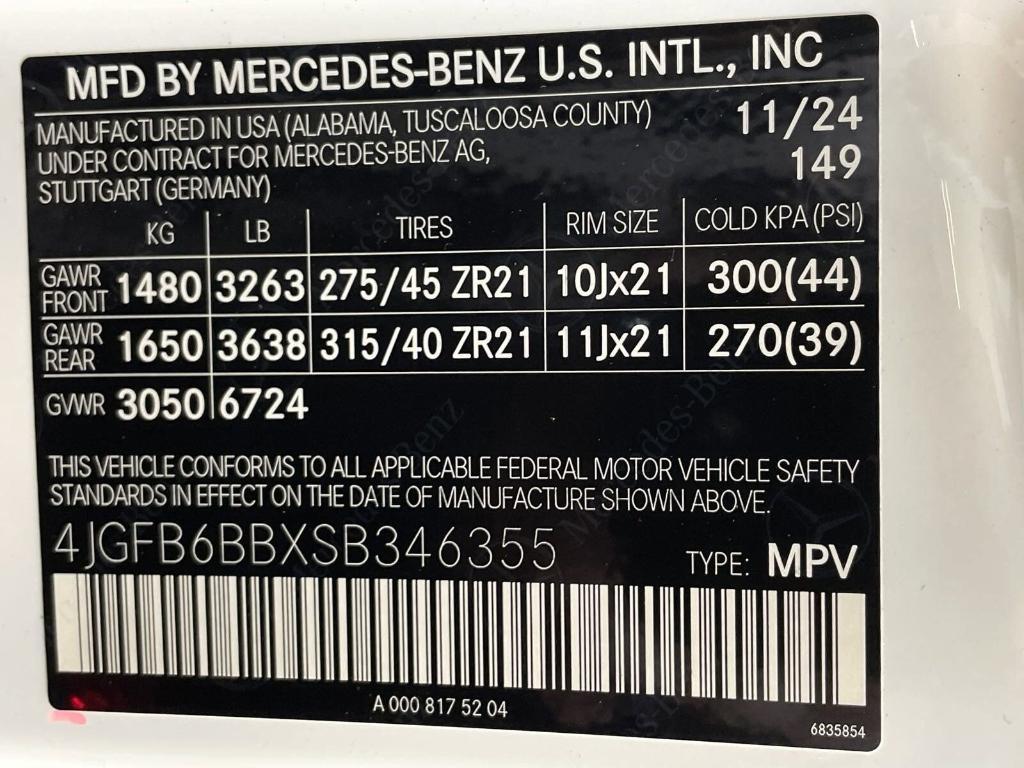 MFD BY MERCEDES-BENZ U.S. INTL., INC
MANUFACTURED IN USA (ALABAMA, TUSCALOOSA COUNTY) 11/24
UNDER CONTRACT FOR MERCEDES-BENZ AG, 149
STUTTGART (GERMANY)
KG LB TIRES RIM SIZE COLD KPA (PSI)
GAWR FRONT 1480 3263 275/45 ZR21 10Jx21 300(44)
GAWR REAR 1650 3638 315/40 ZR21 11Jx21 270(39)
GVWR 3050 6724
THIS VEHICLE CONFORMS TO ALL APPLICABLE FEDERAL MOTOR VEHICLE SAFETY
STANDARDS IN EFFECT ON THE DATE OF MANUFACTURE SHOWN ABOVE.
4JGFB6BBXSB346355 TYPE: MPV
A 000 817 52 04
6835854